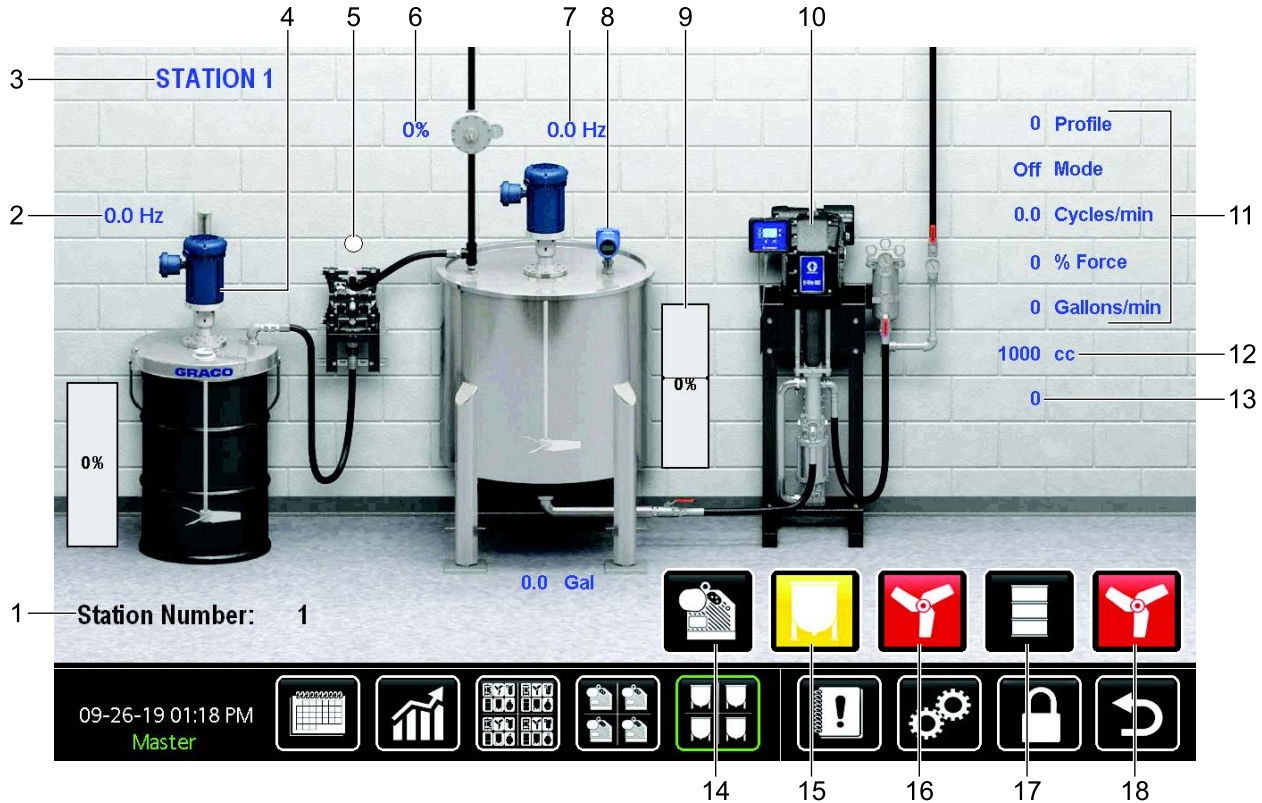 4 5 6 7 8 9 10
3 STATION 1
0% 0.0 Hz
0 Profile
Off Mode
2 0.0 Hz
0.0 Cycles/min 11
0 % Force
0 Gallons/min
1000 cc 12
GRACO
0%
0 13
0%
0.0 Gal
1 Station Number: 1
09-26-19 01:18 PM
Master
14 15 16 17 18